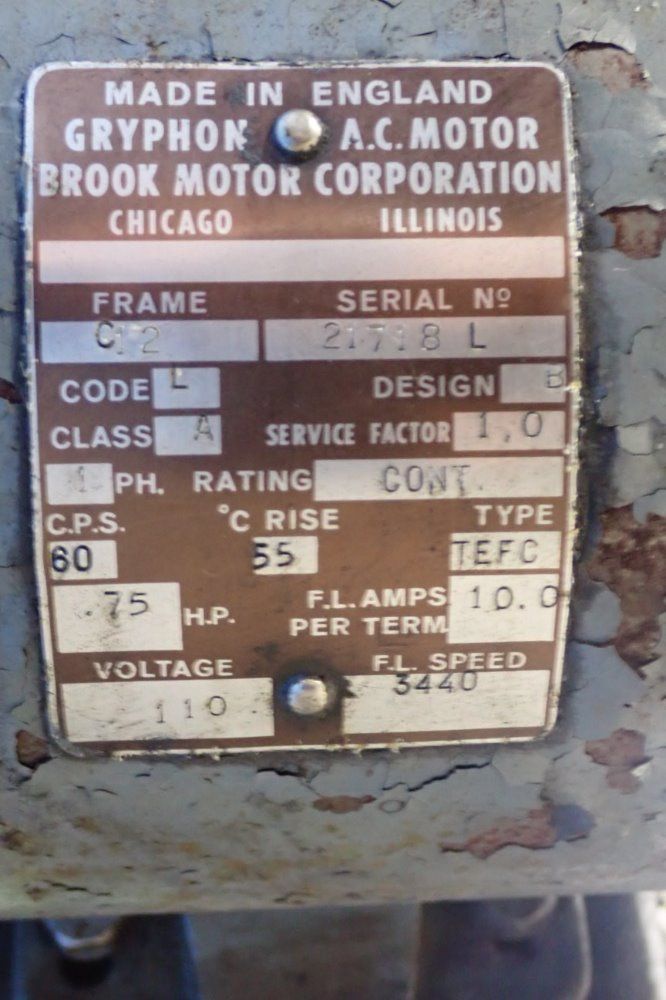 MADE IN ENGLAND
GRYPHON A.C. MOTOR
BROOK MOTOR CORPORATION
CHICAGO ILLINOIS
FRAME SERIAL Nº
C12 21718 L
CODE L DESIGN B
CLASS A SERVICE FACTOR 1.0
1 PH. RATING CONT.
C.P.S. °C RISE TYPE
60 55 TEFC
.75 H.P. F.L. AMPS 10.0
PER TERM.
VOLTAGE F.L. SPEED
110 3440